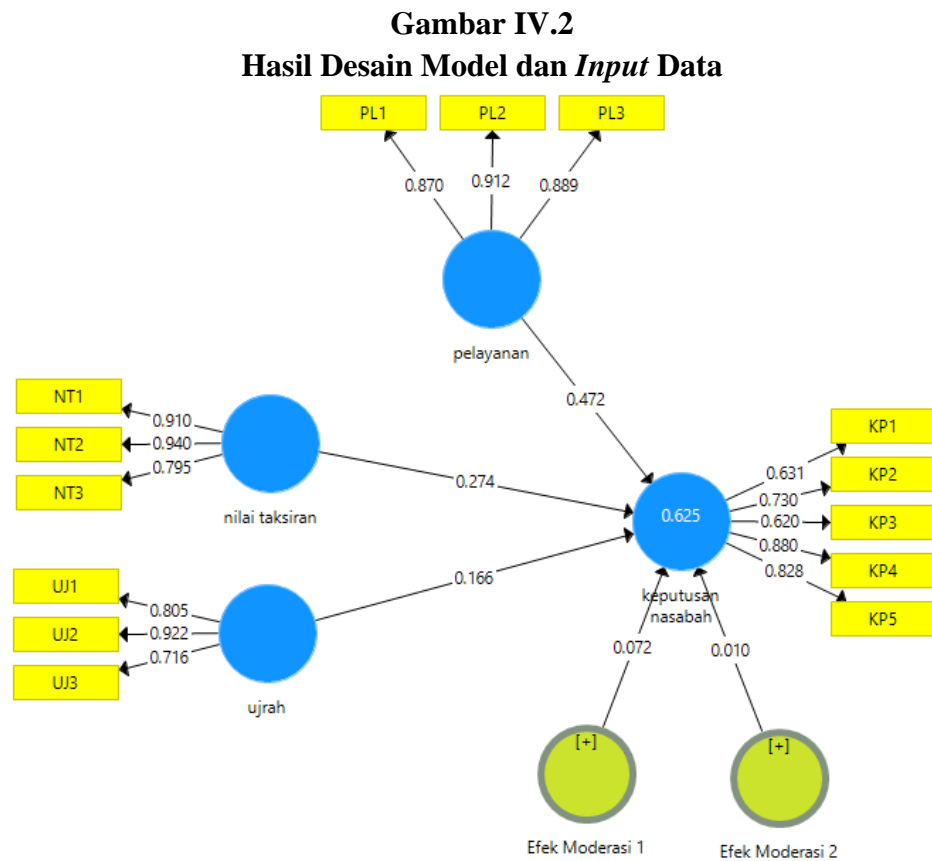 Gambar IV.2
Hasil Desain Model dan Input Data
PL1 PL2 PL3
0.870 0.912 0.889
pelayanan
0.472
NT1
NT2
NT3
0.910
0.940
0.795
nilai taksiran
0.274
UJ1
UJ2
UJ3
0.805
0.922
0.716
ujrah
0.166
0.625
keputusan
nasabah
0.631
0.730
0.620
0.880
0.828
KP1
KP2
KP3
KP4
KP5
0.072
0.010
[+]
Efek Moderasi 1
[+]
Efek Moderasi 2